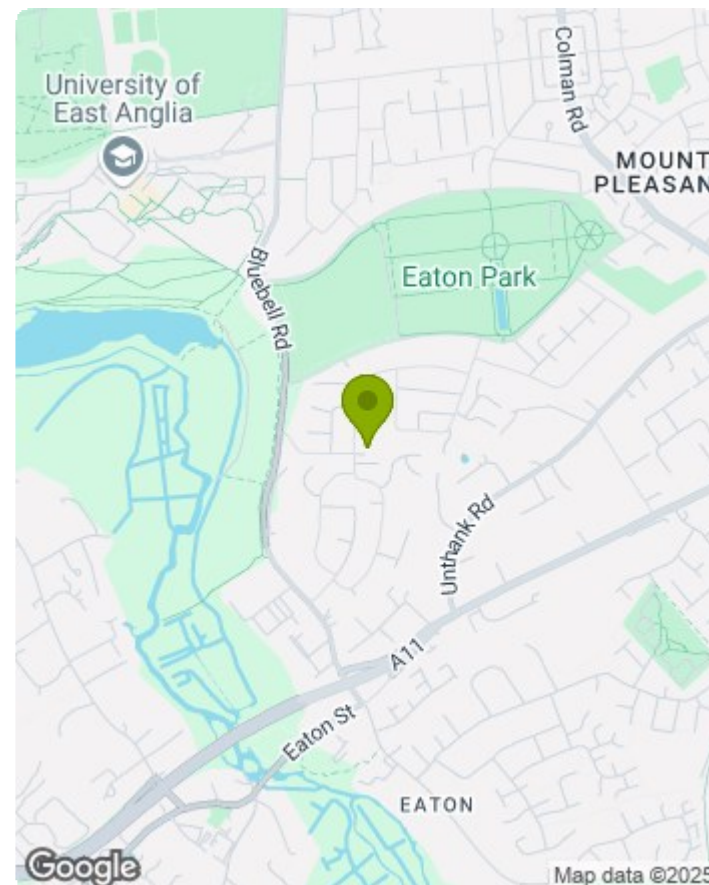 Colman Rd
University of
East Anglia
MOUNT
PLEASAN
Bluebell Rd
Eaton Park
Unthank Rd
A11
Eaton St
EATON
Google
Map data ©2025